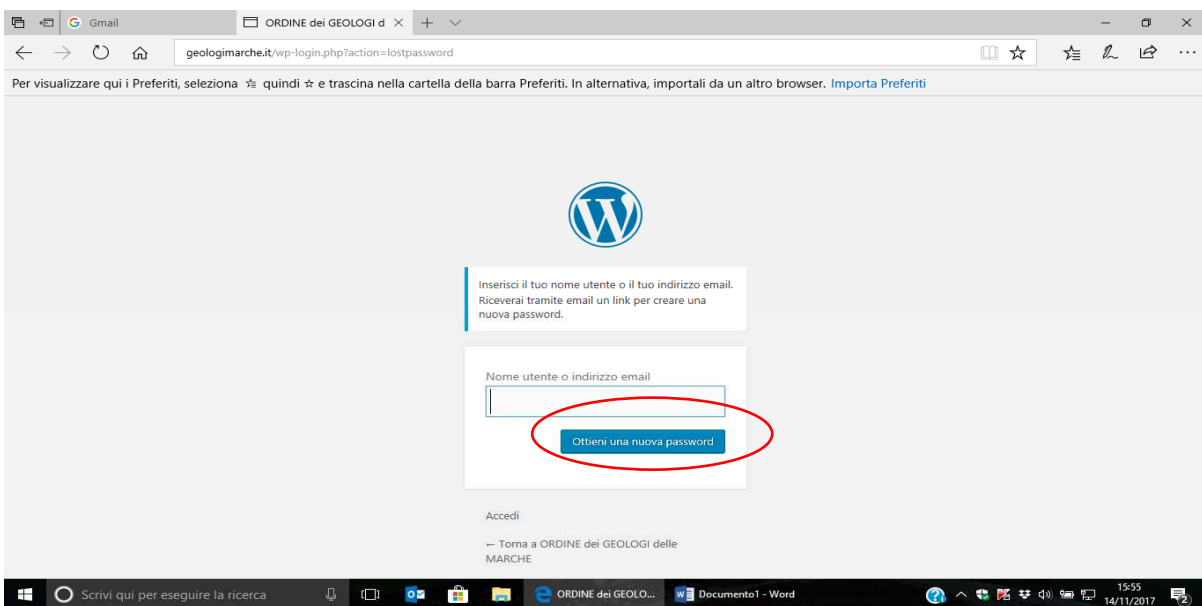 Gmail
ORDINE dei GEOLOGI d
geologimarche.it/wp-login.php?action=lostpassword
Per visualizzare qui i Preferiti, seleziona quindi e trascina nella cartella della barra Preferiti. In alternativa, importali da un altro browser. Importa Preferiti
Inserisci il tuo nome utente o il tuo indirizzo email.
Riceverai tramite email un link per creare una
nuova password.
Nome utente o indirizzo email
Ottieni una nuova password
Accedi
← Torna a ORDINE dei GEOLOGI delle
MARCHE
Scrivi qui per eseguire la ricerca
ORDINE dei GEOLO...
Documento1 - Word
15:55
14/11/2017